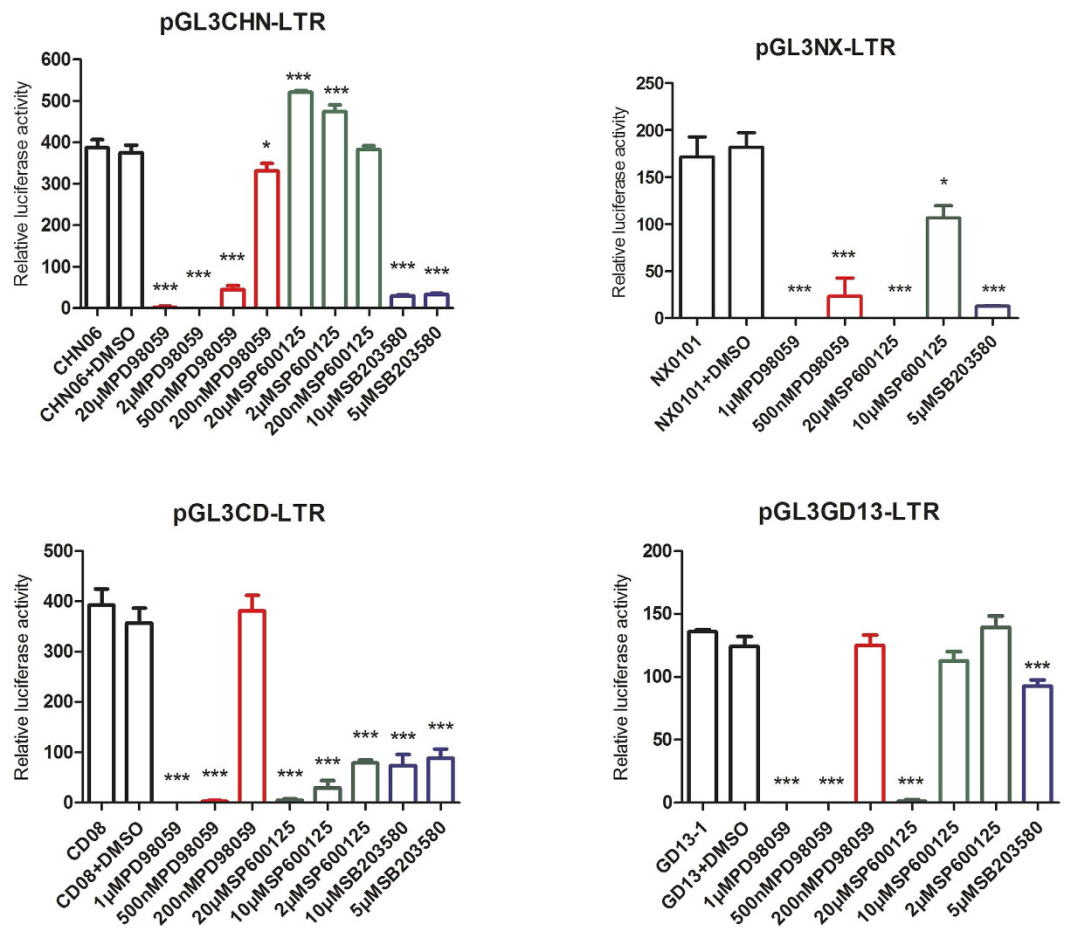 pGL3CHN-LTR
Relative luciferase activity
600
500
400
300
200
100
0
***
***
***
*
***
***
***
***
CHN06
CHN06+DMSO
20µMPD98059
2µMPD98059
500nMPD98059
200nMPD98059
20µMSP600125
2µMSP600125
200nMSP600125
10µMSB203580
5µMSB203580
pGL3NX-LTR
Relative luciferase activity
250
200
150
100
50
0
***
***
***
*
***
NX0101
NX0101+DMSO
1µMPD98059
500nMPD98059
20µMSP600125
10µMSP600125
5µMSB203580
pGL3CD-LTR
Relative luciferase activity
500
400
300
200
100
0
***
***
***
***
***
***
***
CD08
CD08+DMSO
1µMPD98059
500nMPD98059
200nMPD98059
20µMSP600125
10µMSP600125
2µMSP600125
10µMSB203580
5µMSB203580
pGL3GD13-LTR
Relative luciferase activity
200
150
100
50
0
***
***
***
***
GD13-1
GD13+DMSO
1µMPD98059
500nMPD98059
200nMPD98059
20µMSP600125
10µMSP600125
2µMSP600125
5µMSB203580